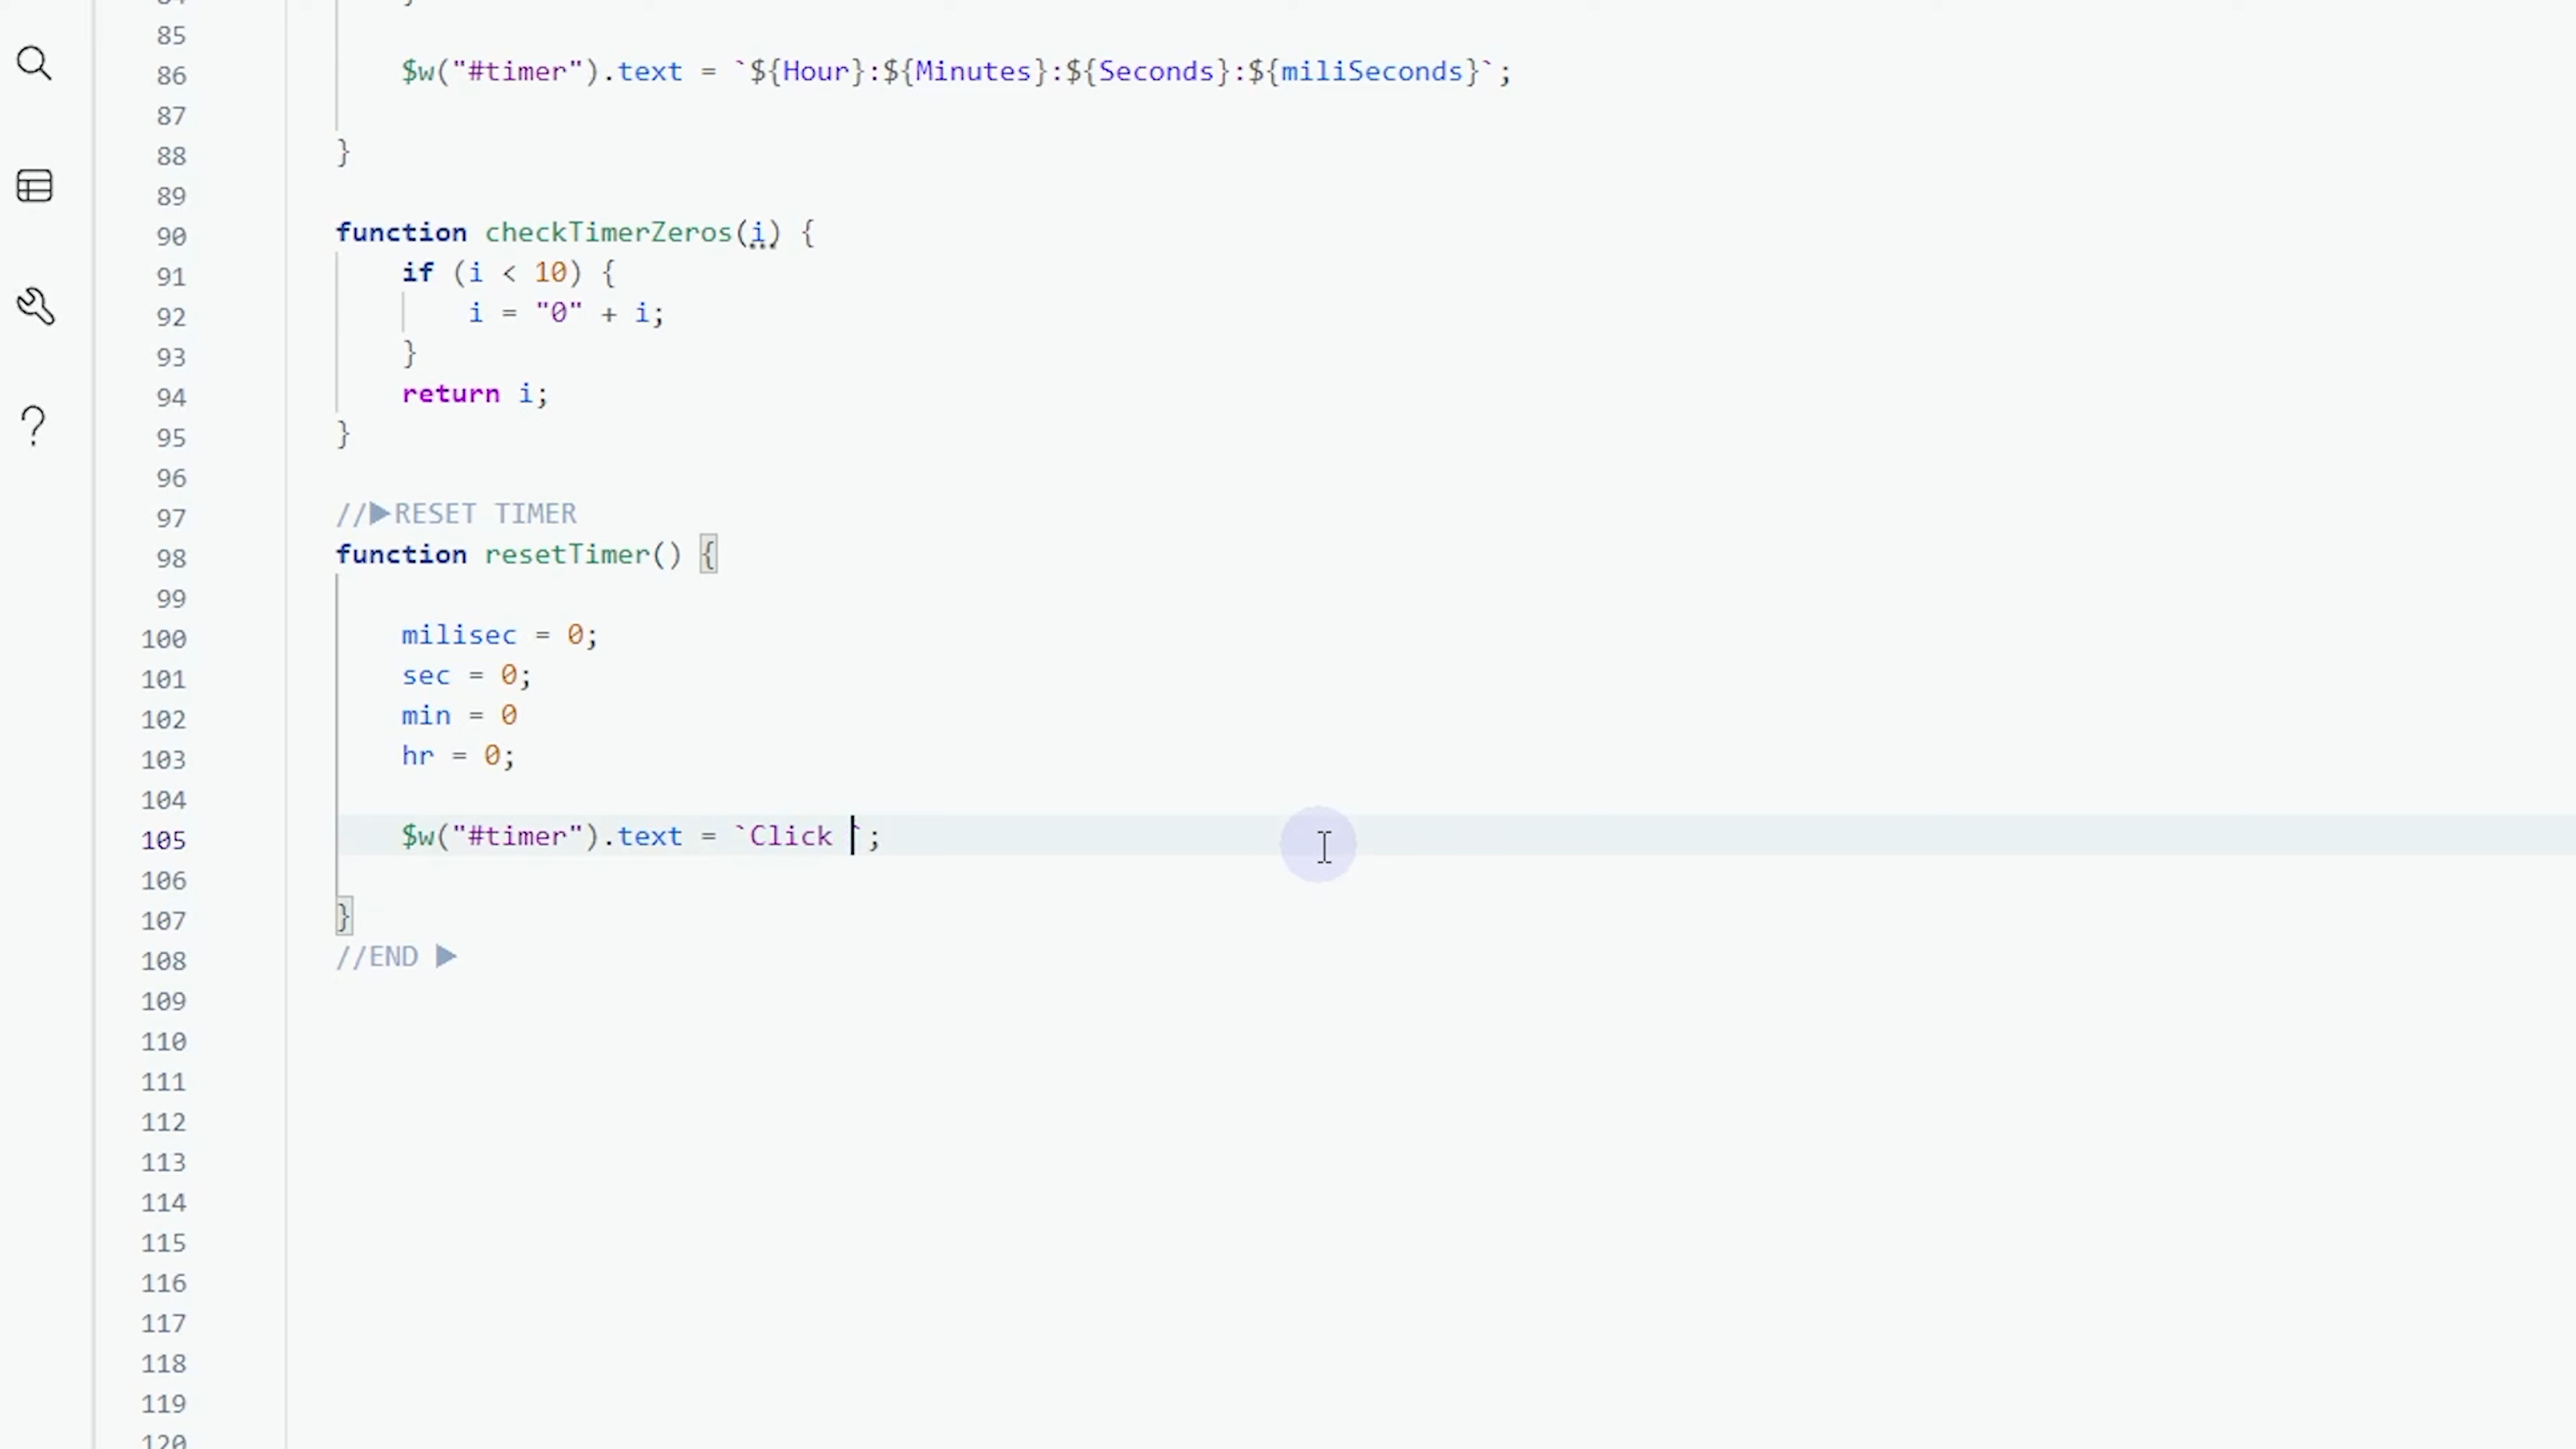 85
86 $w("#timer").text = `${Hour}:${Minutes}:${Seconds}:${miliSeconds}`;
87
88 }
89
90 function checkTimerZeros(i) {
91 if (i < 10) {
92 i = "0" + i;
93 }
94 return i;
95 }
96
97 //▶RESET TIMER
98 function resetTimer() {
99
100 milisec = 0;
101 sec = 0;
102 min = 0
103 hr = 0;
104
105 $w("#timer").text = `Click `;
106
107 }
108 //END ▶
109
110
111
112
113
114
115
116
117
118
119
120